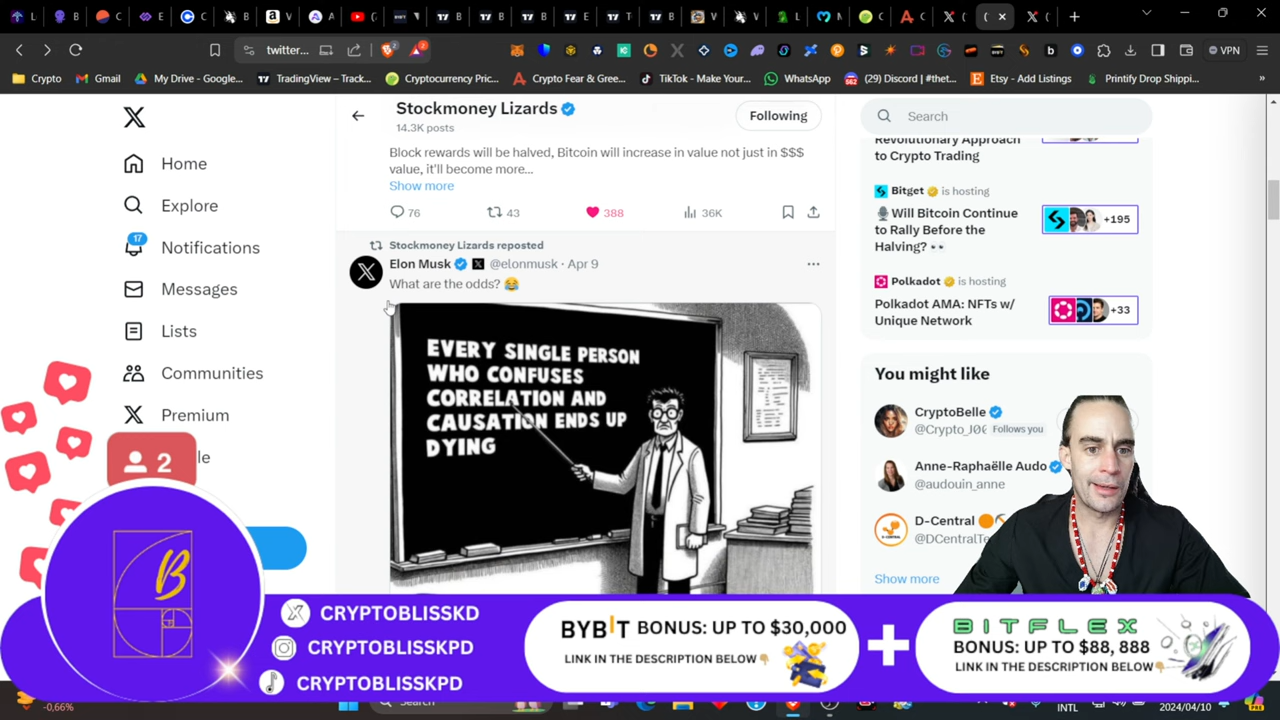 twitter...
2
2
VPN
Crypto
Gmail
My Drive - Google...
TradingView – Track...
Cryptocurrency Pric...
Crypto Fear & Gree...
TikTok - Make Your...
WhatsApp
(29) Discord | #thet...
Etsy - Add Listings
Printify Drop Shippi...
Stockmoney Lizards
14.3K posts
Following
Search
Block rewards will be halved, Bitcoin will increase in value not just in $$$
value, it'll become more...
Show more
76
43
388
36K
Home
Explore
17
Notifications
Messages
Lists
Communities
Premium
Stockmoney Lizards reposted
Elon Musk @elonmusk · Apr 9
What are the odds? 😂
EVERY SINGLE PERSON
WHO CONFUSES
CORRELATION AND
CAUSATION ENDS UP
DYING
Revolutionary Approach
to Crypto Trading
Bitget is hosting
🎙️Will Bitcoin Continue
to Rally Before the
Halving? 👀
+195
Polkadot is hosting
Polkadot AMA: NFTs w/
Unique Network
+33
You might like
CryptoBelle
Follows you
Anne-Raphaëlle Audo
@audouin_anne
D-Central
Show more
2
B
CRYPTOBLISSKD
CRYPTOBLISSKPD
CRYPTOBLISSKPD
BYBIT BONUS: UP TO $30,000
LINK IN THE DESCRIPTION BELOW👇🏼
+
BITFLEX
BONUS: UP TO $88, 888
LINK IN THE DESCRIPTION BELOW👇🏼
-0,66%
Search
INTL
2024/04/10